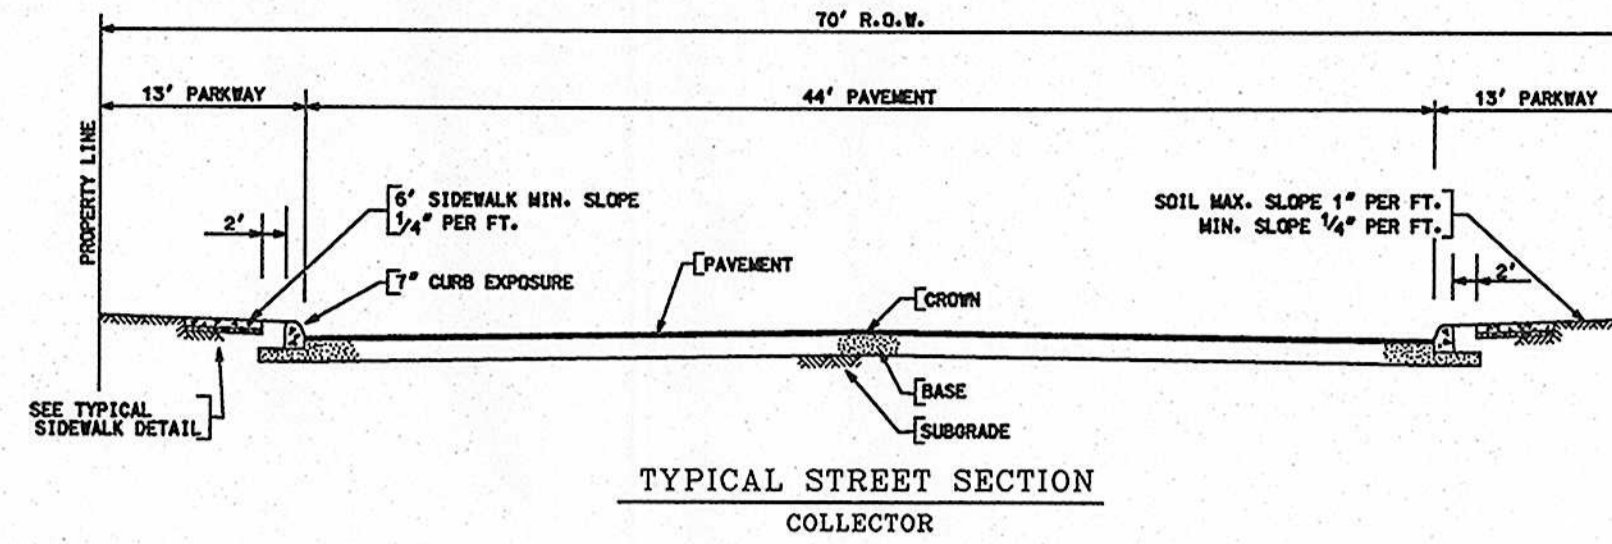 70' R.O.W.
13' PARKWAY
44' PAVEMENT
13' PARKWAY
PROPERTY LINE
6' SIDEWALK MIN. SLOPE
1/4" PER FT.
2'
7" CURB EXPOSURE
PAVEMENT
CROWN
SOIL MAX. SLOPE 1" PER FT.
MIN. SLOPE 1/4" PER FT.
2'
SEE TYPICAL
SIDEWALK DETAIL
BASE
SUBGRADE
TYPICAL STREET SECTION
COLLECTOR